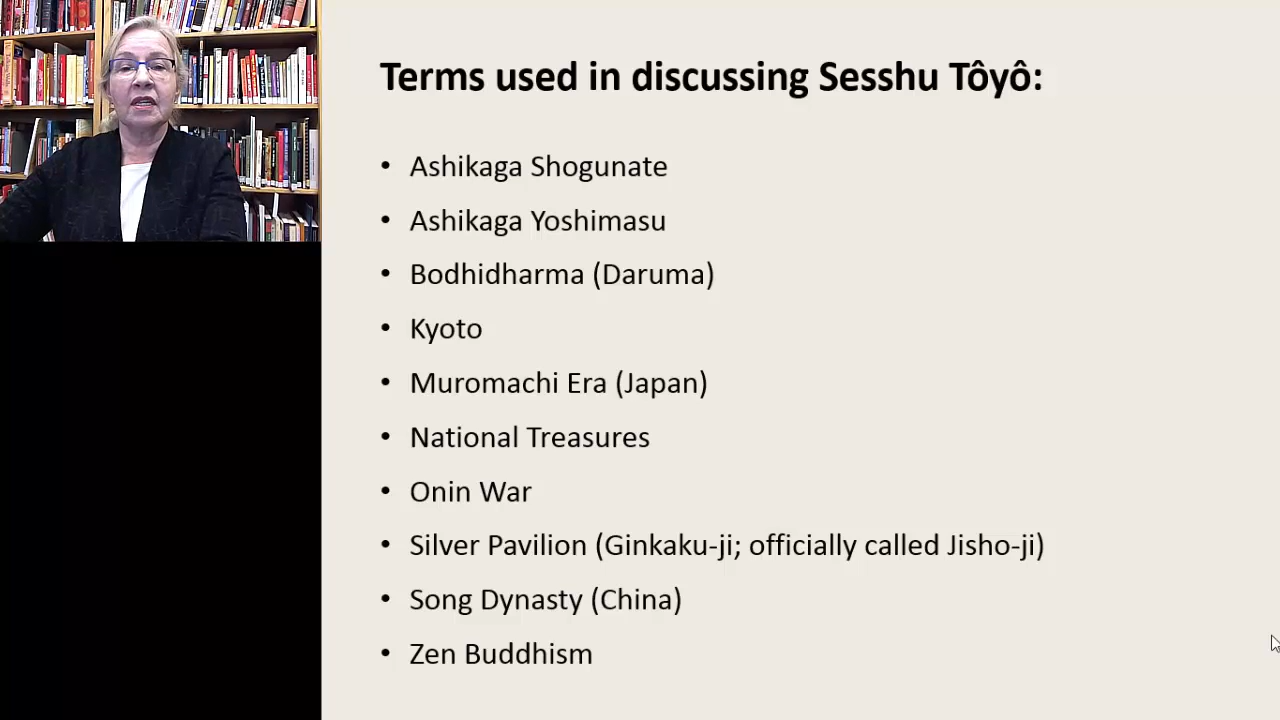 Terms used in discussing Sesshu Tôyô:
• Ashikaga Shogunate
• Ashikaga Yoshimasu
• Bodhidharma (Daruma)
• Kyoto
• Muromachi Era (Japan)
• National Treasures
• Onin War
• Silver Pavilion (Ginkaku-ji; officially called Jisho-ji)
• Song Dynasty (China)
• Zen Buddhism